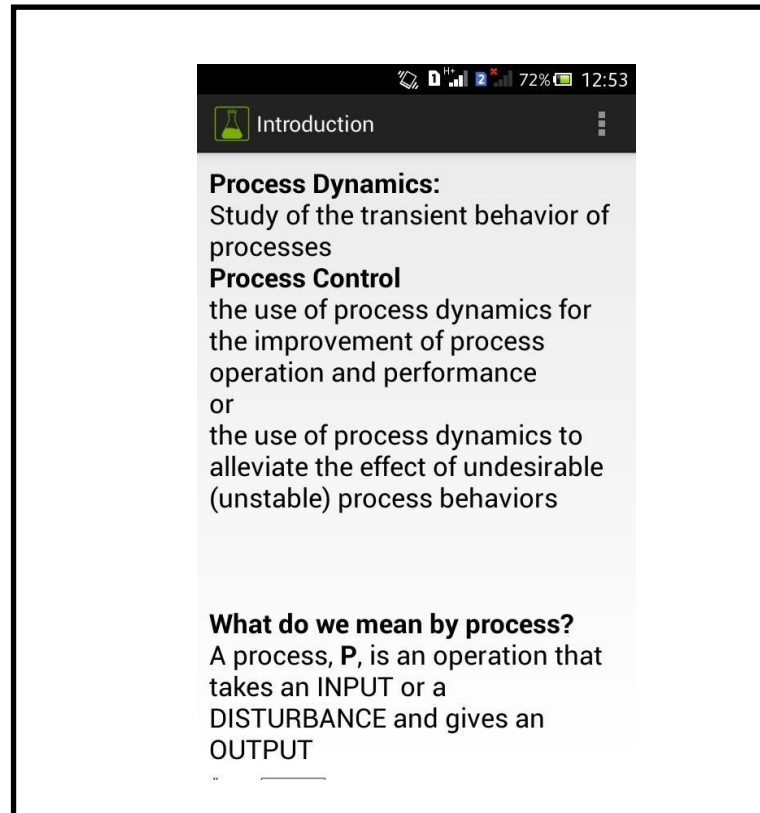 1 H+ 2 72% 12:53
Introduction
Process Dynamics:
Study of the transient behavior of
processes
Process Control
the use of process dynamics for
the improvement of process
operation and performance
or
the use of process dynamics to
alleviate the effect of undesirable
(unstable) process behaviors
What do we mean by process?
A process, P, is an operation that
takes an INPUT or a
DISTURBANCE and gives an
OUTPUT